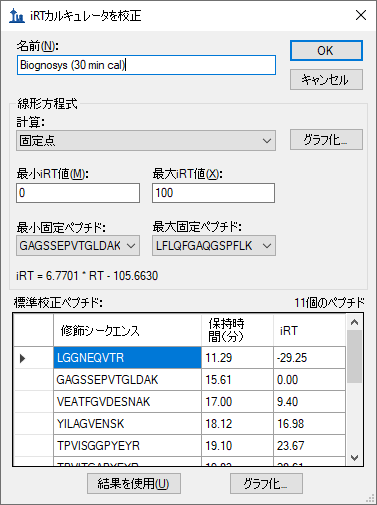 iRTカルキュレータを校正
名前(N):
OK
Biognosys (30 min cal)
キャンセル
線形方程式
計算:
固定点
グラフ化...
最小iRT値(M):
最大iRT値(X):
0
100
最小固定ペプチド:
最大固定ペプチド:
GAGSSEPVTGLDAK
LFLQFGAQGSPFLK
iRT = 6.7701 * RT - 105.6630
標準校正ペプチド:
11個のペプチド
修飾シークエンス
保持時
間(分)
iRT
LGGNEQVTR 11.29 -29.25
GAGSSEPVTGLDAK 15.61 0.00
VEATFGVDESNAK 17.00 9.40
YILAGVENSK 18.12 16.98
TPVISGGPYEYR 19.10 23.67
結果を使用(U)
グラフ化...